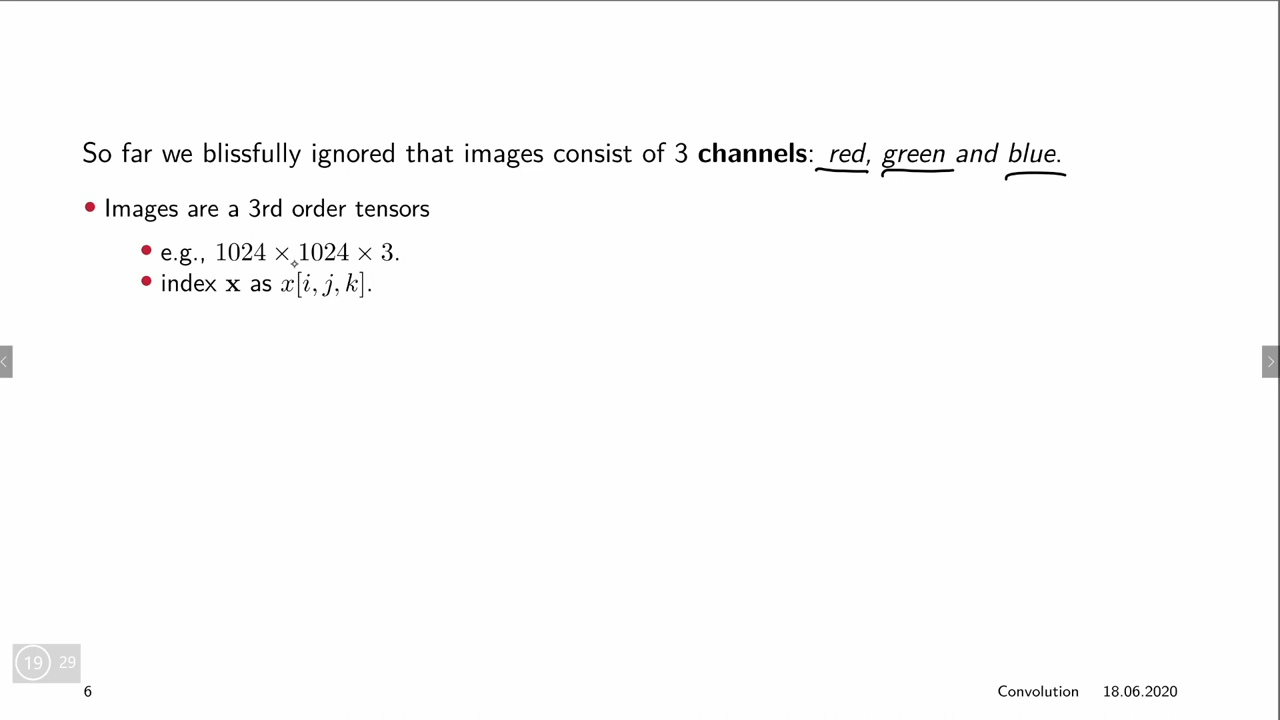 So far we blissfully ignored that images consist of 3 channels: red, green and blue.
• Images are a 3rd order tensors
• e.g., 1024 × 1024 × 3.
• index x as x[i, j, k].
19 29
6
Convolution 18.06.2020